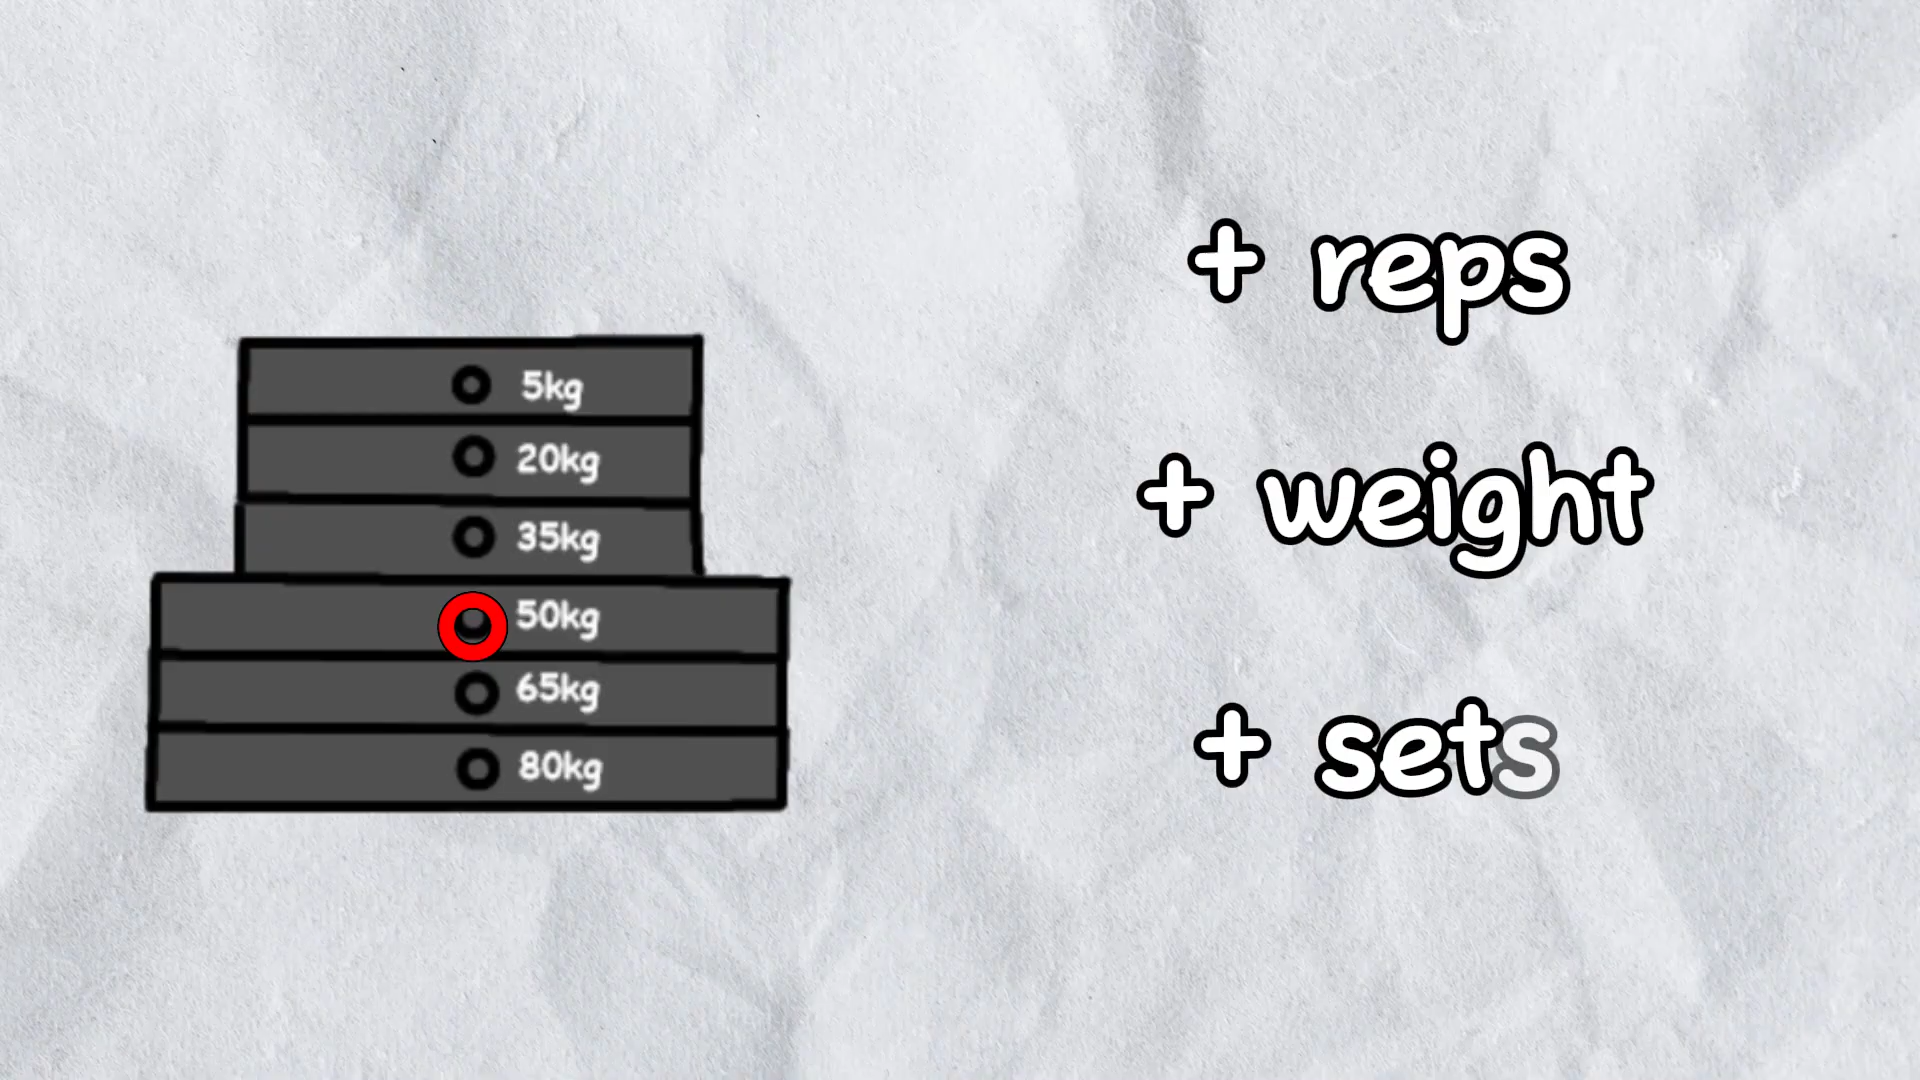 5kg
20kg
35kg
50kg
65kg
80kg
+ reps
+ weight
+ sets